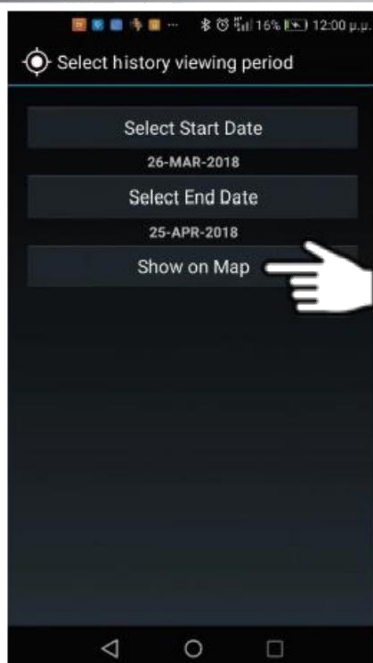 16% 12:00 μ.μ.
Select history viewing period
Select Start Date
26-MAR-2018
Select End Date
25-APR-2018
Show on Map